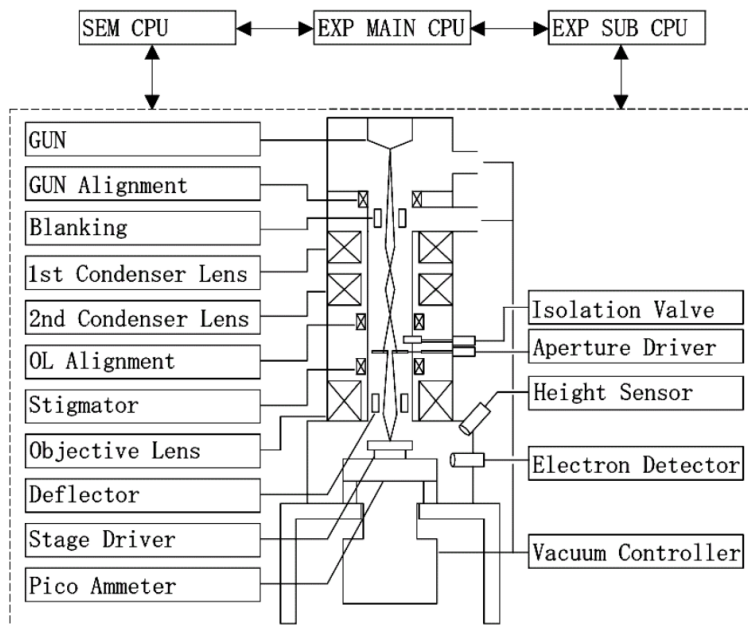 SEM CPU
EXP MAIN CPU
EXP SUB CPU
GUN
GUN Alignment
Blanking
1st Condenser Lens
2nd Condenser Lens
OL Alignment
Stigmator
Objective Lens
Deflector
Stage Driver
Pico Ammeter
Isolation Valve
Aperture Driver
Height Sensor
Electron Detector
Vacuum Controller